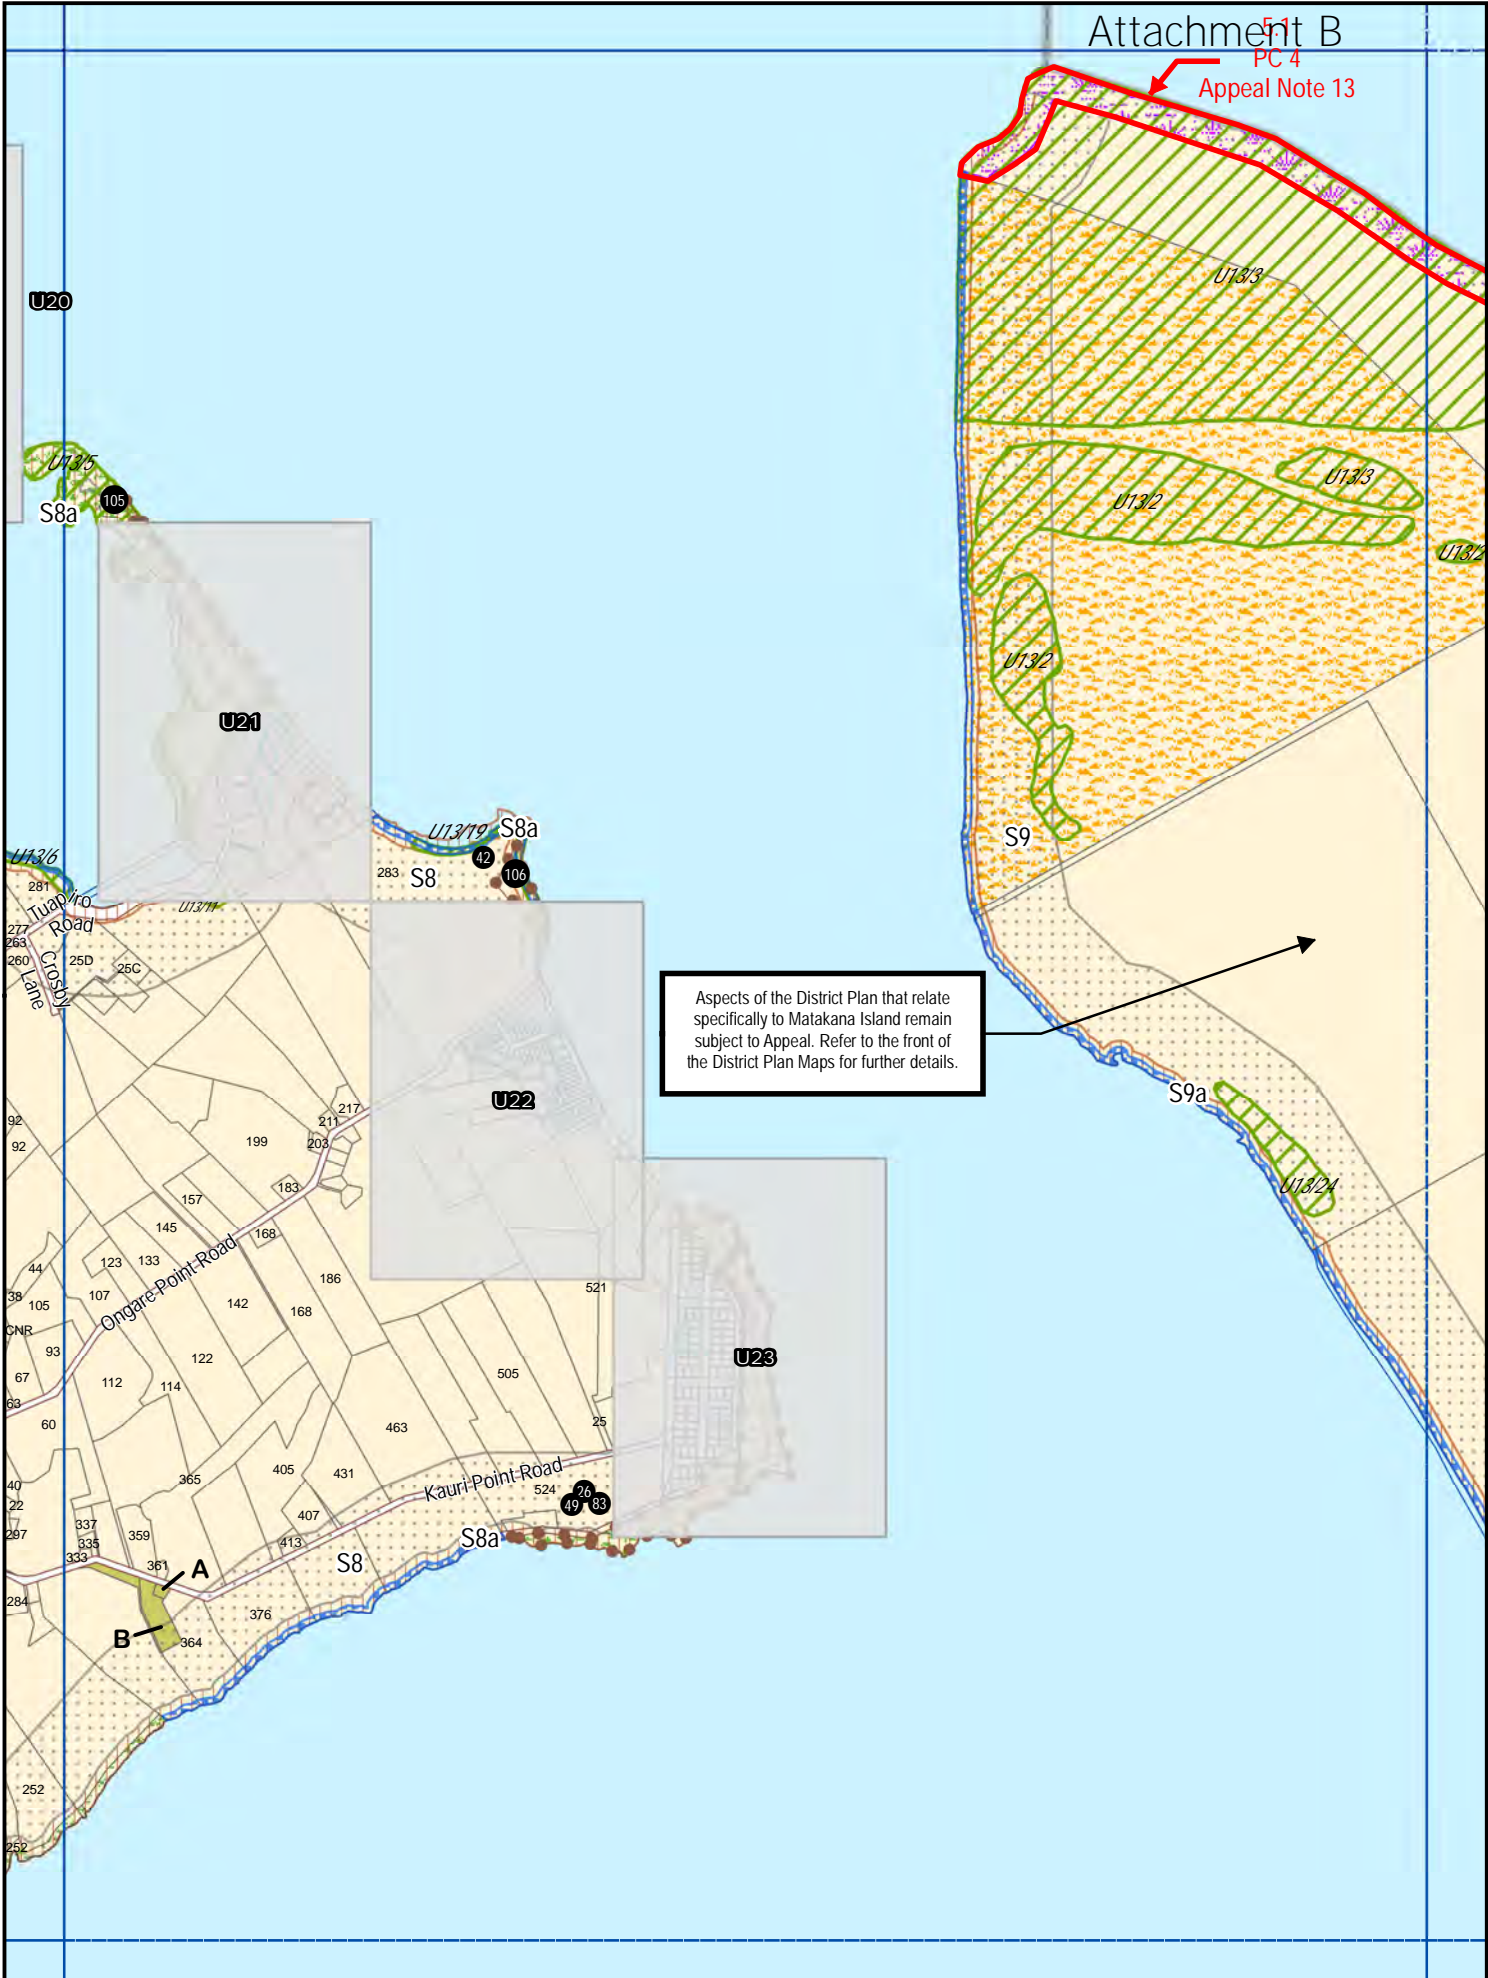 Attachment B
5.1
PC 4
Appeal Note 13
U20
U13/3
U13/5
105
S8a
U13/3
U13/2
U13/2
U13/2
U21
U13/19
S8a
42
106
283
S8
S9
U13/6
281
Tuapiro
Road
U13/11
277
263
260
25D
25C
Crosby
Lane
Aspects of the District Plan that relate
specifically to Matakana Island remain
subject to Appeal. Refer to the front of
the District Plan Maps for further details.
S9a
U13/24
U22
217
211
203
199
92
92
183
157
145
168
Ongare Point Road
123
133
44
38
105
107
186
142
168
521
CNR
93
122
U23
67
112
114
505
63
60
463
25
365
405
431
Kauri Point Road
40
22
524
26
49
83
407
337
297
335
359
413
333
361
S8a
S8
A
284
376
B
364
252
252